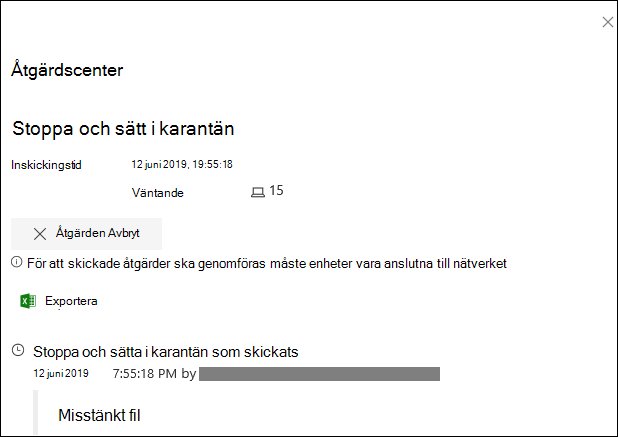 Åtgärdscenter
Stoppa och sätt i karantän
Inskickingstid 12 juni 2019, 19:55:18
Väntande 15
Åtgärden Avbryt
För att skickade åtgärder ska genomföras måste enheter vara anslutna till nätverket
Exportera
Stoppa och sätta i karantän som skickats
12 juni 2019 7:55:18 PM by
Misstänkt fil